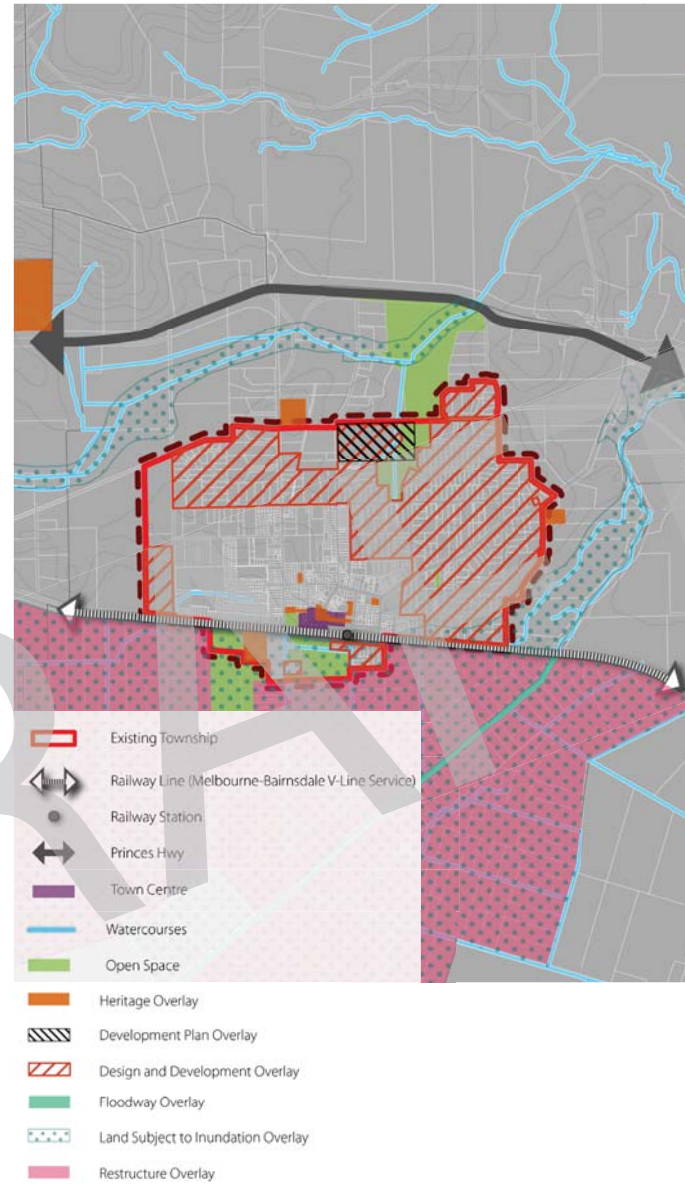 Existing Township
Railway Line (Melbourne-Bairnsdale V-Line Service)
Railway Station
Princes Hwy
Town Centre
Watercourses
Open Space
Heritage Overlay
Development Plan Overlay
Design and Development Overlay
Floodway Overlay
Land Subject to Inundation Overlay
Restructure Overlay